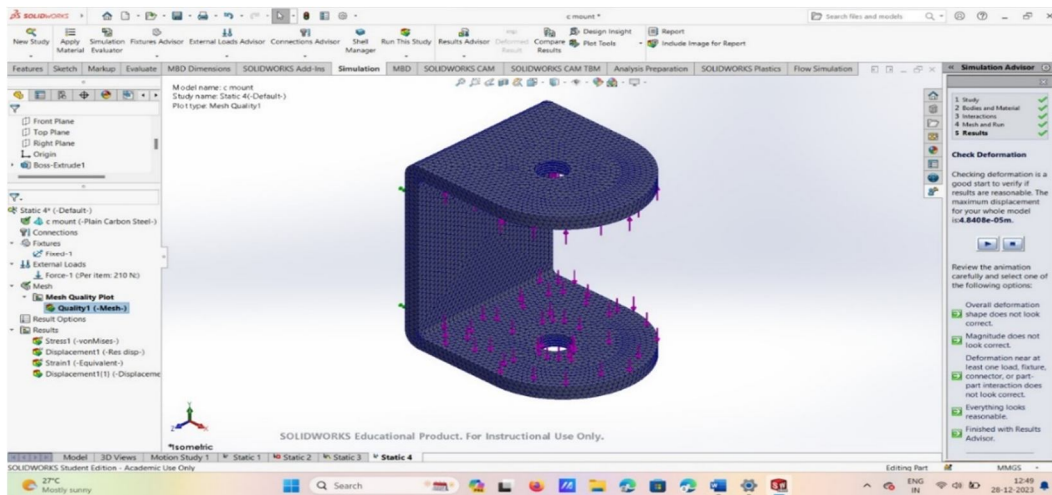 SOLIDWORKS
c mount *
Search files and models
New Study
Apply Material
Simulation Evaluator
Fixtures Advisor
External Loads Advisor
Connections Advisor
Shell Manager
Run This Study
Results Advisor
Deformed Result
Compare Results
Design Insight
Plot Tools
Report
Include Image for Report
Features Sketch Markup Evaluate MBD Dimensions SOLIDWORKS Add-Ins Simulation MBD SOLIDWORKS CAM SOLIDWORKS CAM TBM Analysis Preparation SOLIDWORKS Plastics Flow Simulation
Simulation Advisor
Model name: c mount
Study name: Static 4(-Default-)
Plot type: Mesh Quality1
Front Plane
Top Plane
Right Plane
Origin
Boss-Extrude1
Static 4* (-Default-)
c mount (-Plain Carbon Steel-)
Connections
Fixtures
Fixed-1
External Loads
Force-1 (:Per item: 210 N:)
Mesh
Mesh Quality Plot
Quality1 (-Mesh-)
Result Options
Results
Stress1 (-vonMises-)
Displacement1 (-Res disp-)
Strain1 (-Equivalent-)
Displacement1(1) (-Displaceme
1 Study
2 Bodies and Material
3 Interactions
4 Mesh and Run
5 Results
Check Deformation
Checking deformation is a
good start to verify if
results are reasonable. The
maximum displacement
for your whole model
is:4.8408e-05m.
Review the animation
carefully and select one of
the following options:
Overall deformation
shape does not look
correct.
Magnitude does not
look correct.
Deformation near at
least one load, fixture,
connector, or part-
part interaction does
not look correct.
Everything looks
reasonable.
Finished with Results
Advisor.
*Isometric
SOLIDWORKS Educational Product. For Instructional Use Only.
Model 3D Views Motion Study 1 Static 1 Static 2 Static 3 Static 4
SOLIDWORKS Student Edition - Academic Use Only
Editing Part
MMGS
27°C
Mostly sunny
Search
ENG
IN
12:49
28-12-2023